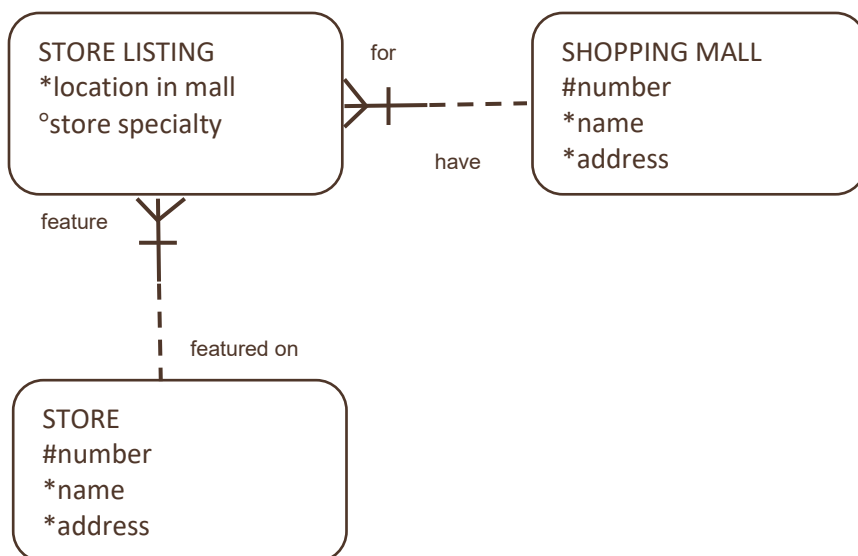 STORE LISTING
*location in mall
°store specialty
for
have
SHOPPING MALL
#number
*name
*address
feature
featured on
STORE
#number
*name
*address